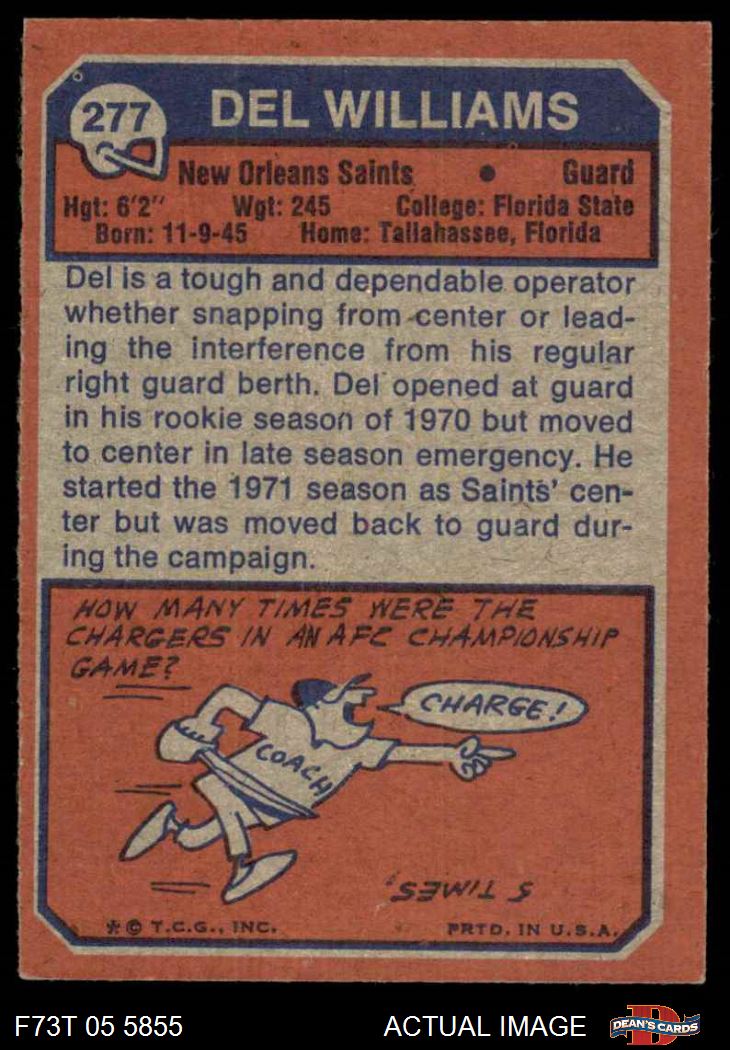 277
DEL WILLIAMS
New Orleans Saints • Guard
Hgt: 6'2" Wgt: 245 College: Florida State
Born: 11-9-45 Home: Tallahassee, Florida
Del is a tough and dependable operator
whether snapping from center or lead-
ing the interference from his regular
right guard berth. Del opened at guard
in his rookie season of 1970 but moved
to center in late season emergency. He
started the 1971 season as Saints' cen-
ter but was moved back to guard dur-
ing the campaign.
HOW MANY TIMES WERE THE
CHARGERS IN AN AFC CHAMPIONSHIP
GAME?
CHARGE!
COACH
5 TIMES.
* © T.C.G., INC. PRTD. IN U.S.A.
F73T 05 5855 ACTUAL IMAGE DEAN'S CARDS